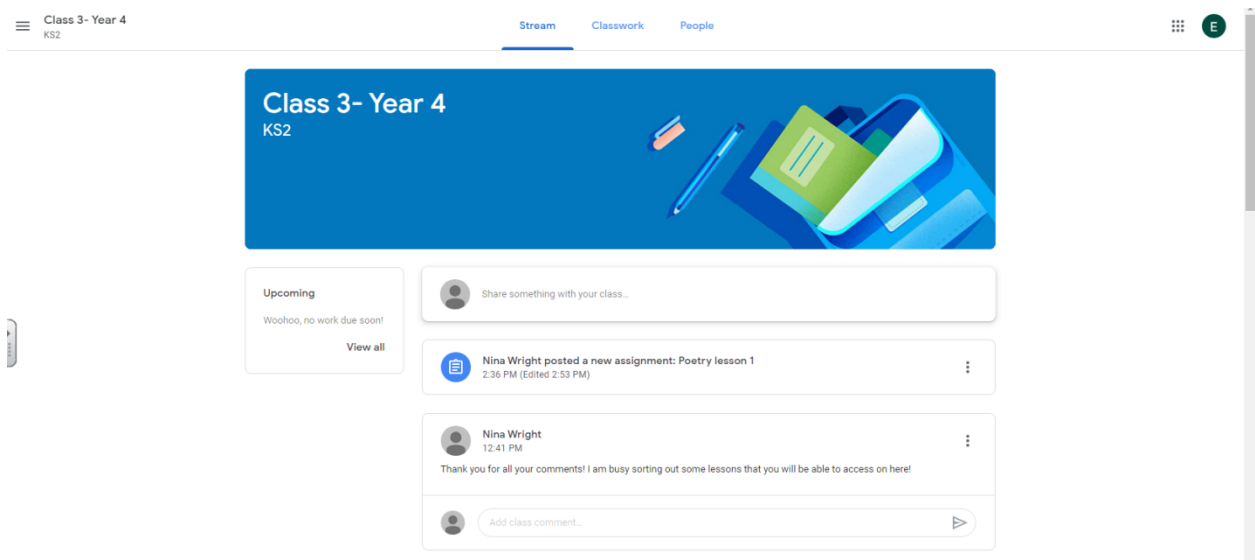 Class 3- Year 4
KS2
Stream Classwork People
E
Class 3- Year 4
KS2
Upcoming
Woohoo, no work due soon!
View all
Share something with your class...
Nina Wright posted a new assignment: Poetry lesson 1
2:36 PM (Edited 2:53 PM)
Nina Wright
12:41 PM
Thank you for all your comments! I am busy sorting out some lessons that you will be able to access on here!
Add class comment...